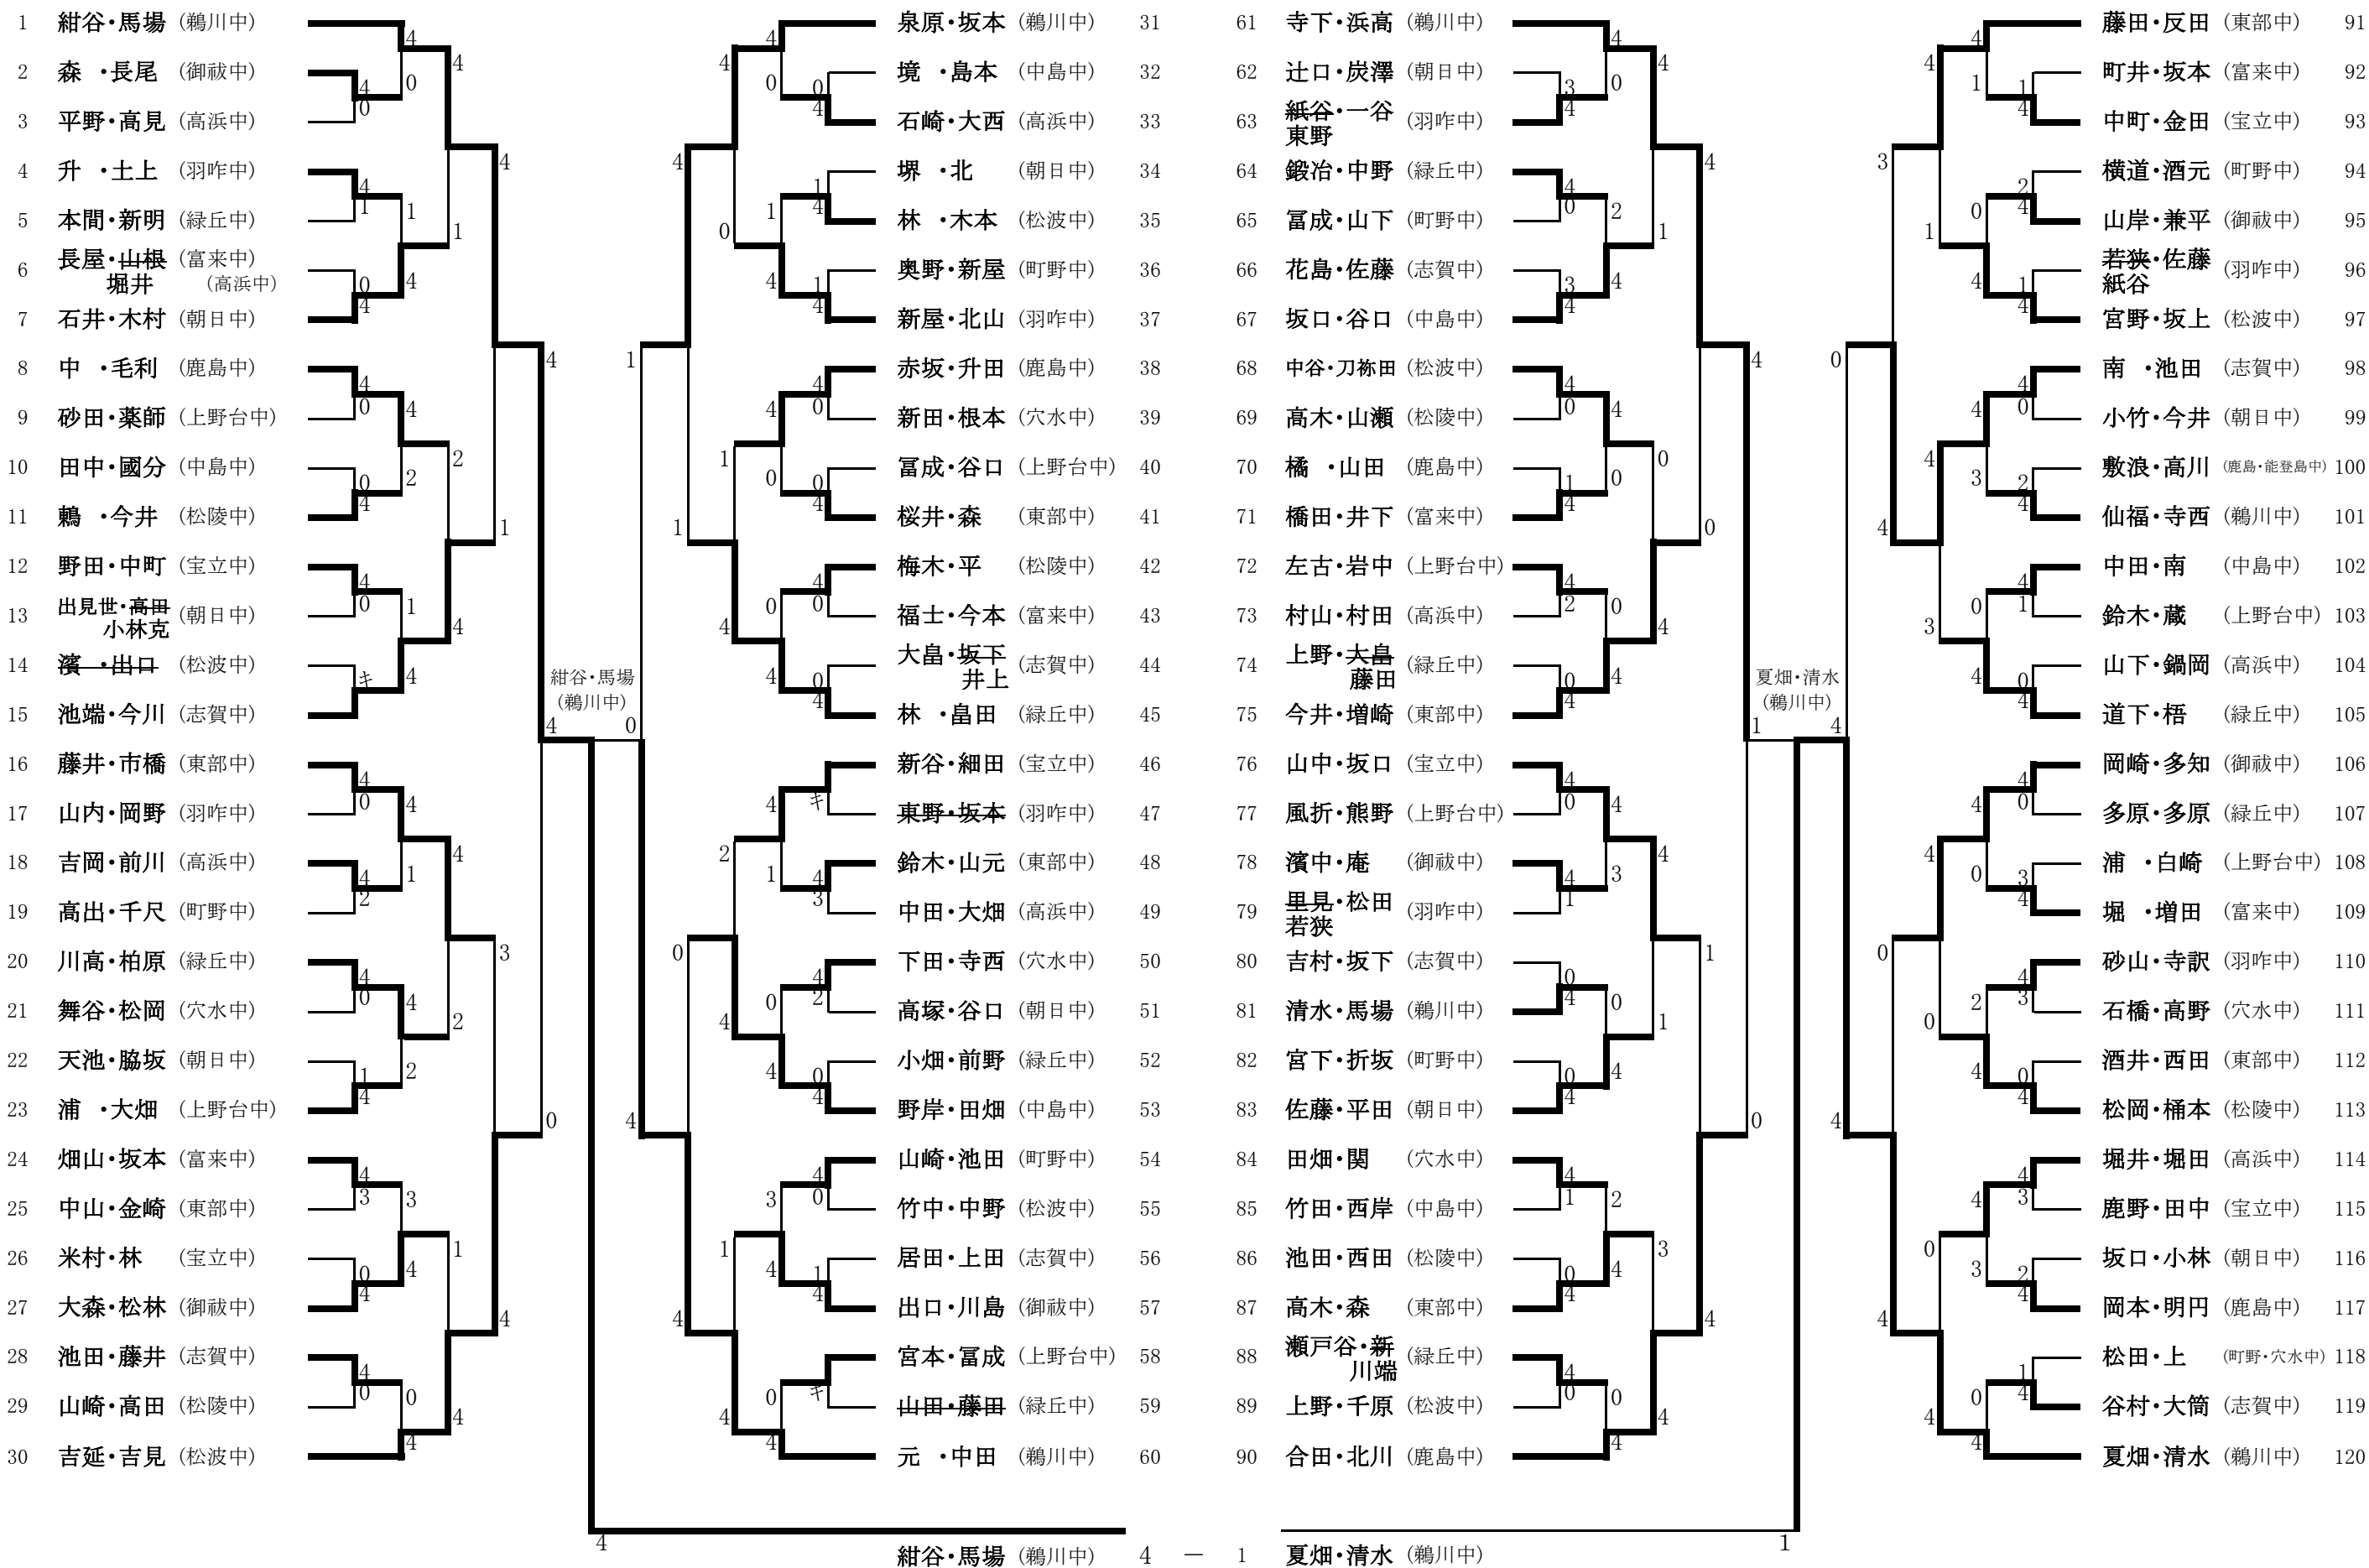 1 紺谷・馬場 (鵜川中)
2 森 ・長尾 (御祓中)
3 平野・高見 (高浜中)
4 升 ・土上 (羽咋中)
5 本間・新明 (緑丘中)
6 長屋・山根 (富来中)
堀井 (高浜中)
7 石井・木村 (朝日中)
8 中 ・毛利 (鹿島中)
9 砂田・薬師 (上野台中)
10 田中・國分 (中島中)
11 鶫 ・今井 (松陵中)
12 野田・中町 (宝立中)
13 出見世・高田 (朝日中)
小林克
14 濱 ・出口 (松波中)
15 池端・今川 (志賀中)
16 藤井・市橋 (東部中)
17 山内・岡野 (羽咋中)
18 吉岡・前川 (高浜中)
19 高出・千尺 (町野中)
20 川高・柏原 (緑丘中)
21 舞谷・松岡 (穴水中)
22 天池・脇坂 (朝日中)
23 浦 ・大畑 (上野台中)
24 畑山・坂本 (富来中)
25 中山・金崎 (東部中)
26 米村・林 (宝立中)
27 大森・松林 (御祓中)
28 池田・藤井 (志賀中)
29 山崎・高田 (松陵中)
30 吉延・吉見 (松波中)
紺谷・馬場
(鵜川中)
泉原・坂本 (鵜川中) 31
境 ・島本 (中島中) 32
石崎・大西 (高浜中) 33
堺 ・北 (朝日中) 34
林 ・木本 (松波中) 35
奥野・新屋 (町野中) 36
新屋・北山 (羽咋中) 37
赤坂・升田 (鹿島中) 38
新田・根本 (穴水中) 39
冨成・谷口 (上野台中) 40
桜井・森 (東部中) 41
梅木・平 (松陵中) 42
福士・今本 (富来中) 43
大畠・坂下 (志賀中) 44
井上
林 ・畠田 (緑丘中) 45
新谷・細田 (宝立中) 46
東野・坂本 (羽咋中) 47
鈴木・山元 (東部中) 48
中田・大畑 (高浜中) 49
下田・寺西 (穴水中) 50
高塚・谷口 (朝日中) 51
小畑・前野 (緑丘中) 52
野岸・田畑 (中島中) 53
山崎・池田 (町野中) 54
竹中・中野 (松波中) 55
居田・上田 (志賀中) 56
出口・川島 (御祓中) 57
宮本・冨成 (上野台中) 58
山田・藤田 (緑丘中) 59
元 ・中田 (鵜川中) 60
61 寺下・浜高 (鵜川中)
62 辻口・炭澤 (朝日中)
63 紙谷・一谷 (羽咋中)
東野
64 鍛冶・中野 (緑丘中)
65 冨成・山下 (町野中)
66 花島・佐藤 (志賀中)
67 坂口・谷口 (中島中)
68 中谷・刀祢田 (松波中)
69 高木・山瀬 (松陵中)
70 橘 ・山田 (鹿島中)
71 橋田・井下 (富来中)
72 左古・岩中 (上野台中)
73 村山・村田 (高浜中)
74 上野・大畠 (緑丘中)
藤田
75 今井・増崎 (東部中)
76 山中・坂口 (宝立中)
77 風折・熊野 (上野台中)
78 濱中・庵 (御祓中)
79 里見・松田 (羽咋中)
若狭
80 吉村・坂下 (志賀中)
81 清水・馬場 (鵜川中)
82 宮下・折坂 (町野中)
83 佐藤・平田 (朝日中)
84 田畑・関 (穴水中)
85 竹田・西岸 (中島中)
86 池田・西田 (松陵中)
87 高木・森 (東部中)
88 瀬戸谷・新 (緑丘中)
川端
89 上野・千原 (松波中)
90 合田・北川 (鹿島中)
夏畑・清水
(鵜川中)
藤田・反田 (東部中) 91
町井・坂本 (富来中) 92
中町・金田 (宝立中) 93
横道・酒元 (町野中) 94
山岸・兼平 (御祓中) 95
若狭・佐藤 (羽咋中) 96
紙谷
宮野・坂上 (松波中) 97
南 ・池田 (志賀中) 98
小竹・今井 (朝日中) 99
敷浪・高川 (鹿島・能登島中) 100
仙福・寺西 (鵜川中) 101
中田・南 (中島中) 102
鈴木・蔵 (上野台中) 103
山下・鍋岡 (高浜中) 104
道下・梧 (緑丘中) 105
岡崎・多知 (御祓中) 106
多原・多原 (緑丘中) 107
浦 ・白崎 (上野台中) 108
堀 ・増田 (富来中) 109
砂山・寺訳 (羽咋中) 110
石橋・高野 (穴水中) 111
酒井・西田 (東部中) 112
松岡・桶本 (松陵中) 113
堀井・堀田 (高浜中) 114
鹿野・田中 (宝立中) 115
坂口・小林 (朝日中) 116
岡本・明円 (鹿島中) 117
松田・上 (町野・穴水中) 118
谷村・大筒 (志賀中) 119
夏畑・清水 (鵜川中) 120
紺谷・馬場 (鵜川中) 4 － 1 夏畑・清水 (鵜川中)